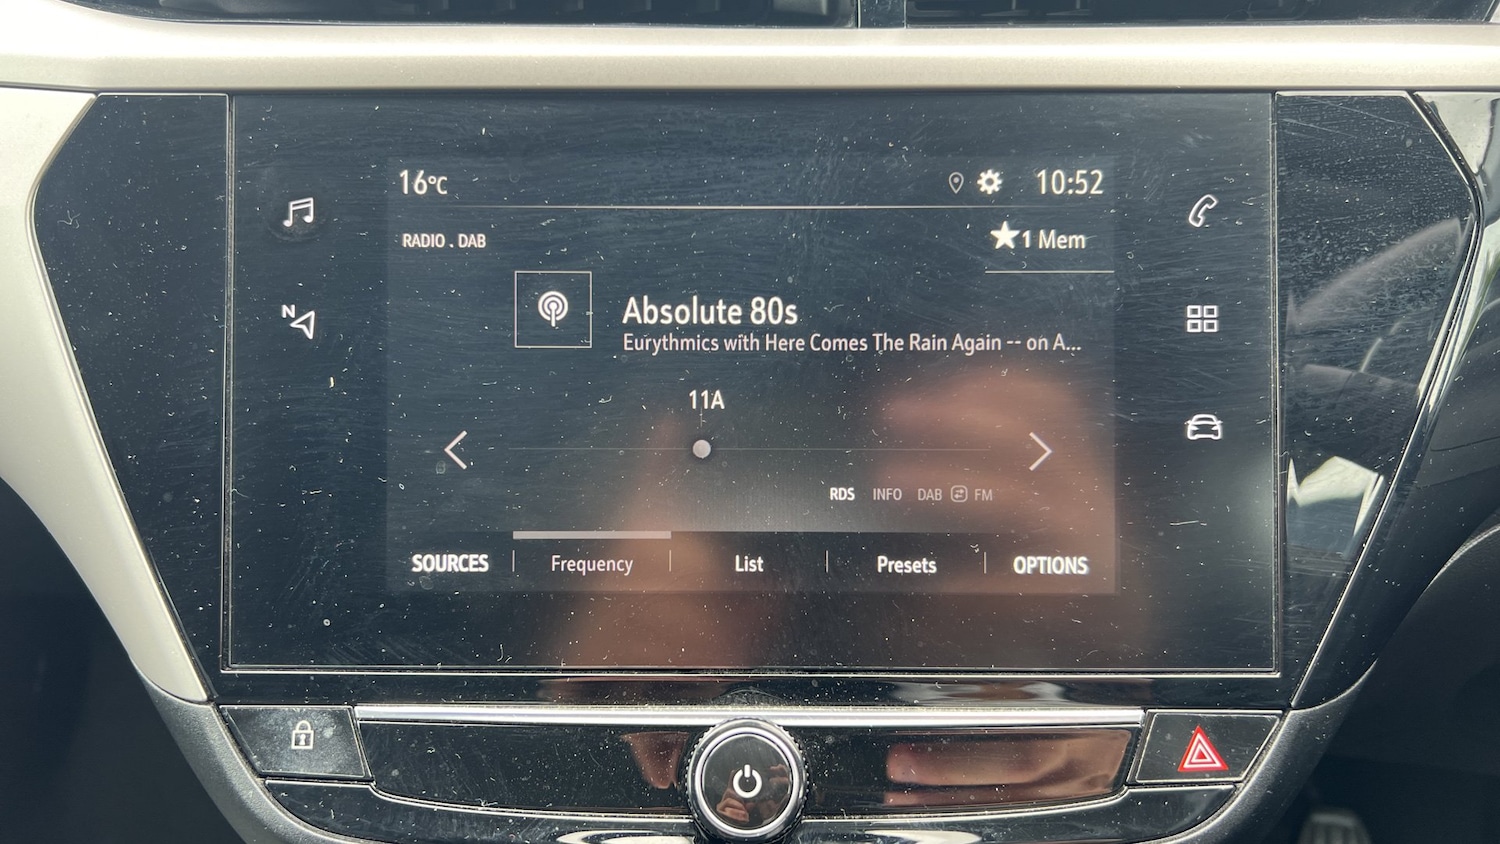 16°C 10:52
RADIO . DAB ★1 Mem
N
Absolute 80s
Eurythmics with Here Comes The Rain Again -- on A...
11A
RDS INFO DAB FM
SOURCES Frequency List Presets OPTIONS